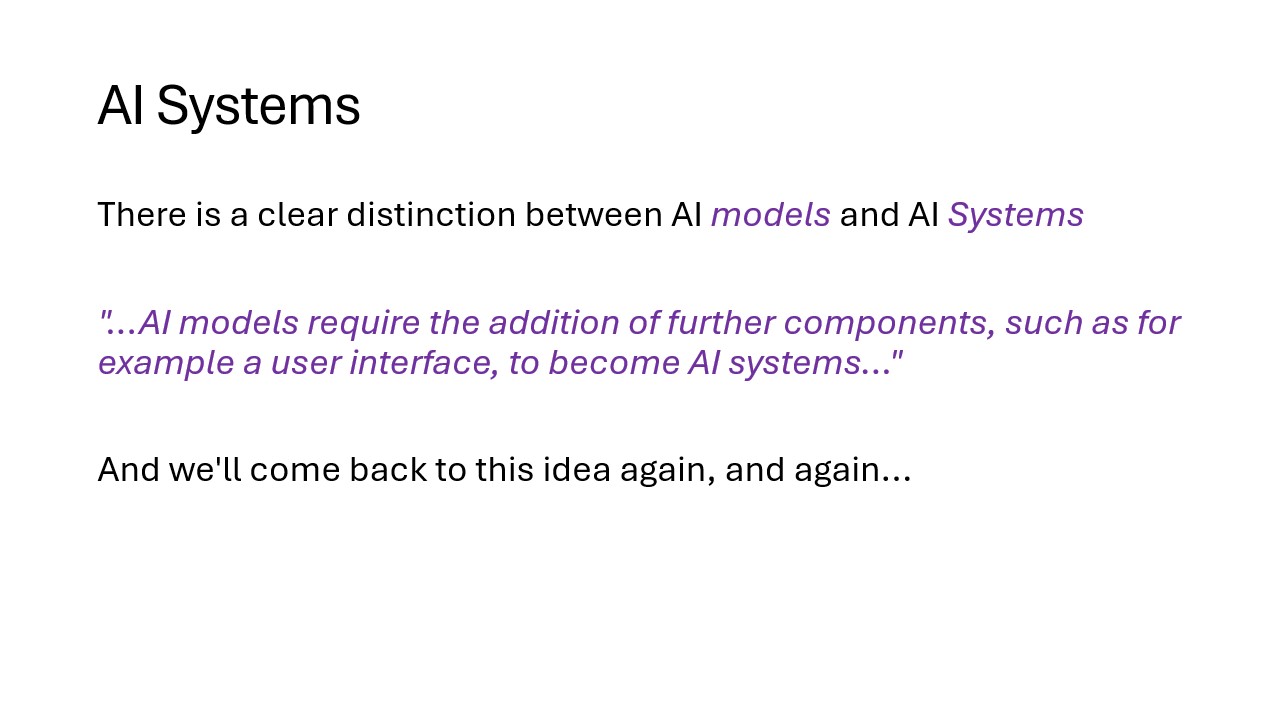 AI Systems
There is a clear distinction between AI models and AI Systems
"...AI models require the addition of further components, such as for
example a user interface, to become AI systems..."
And we'll come back to this idea again, and again...